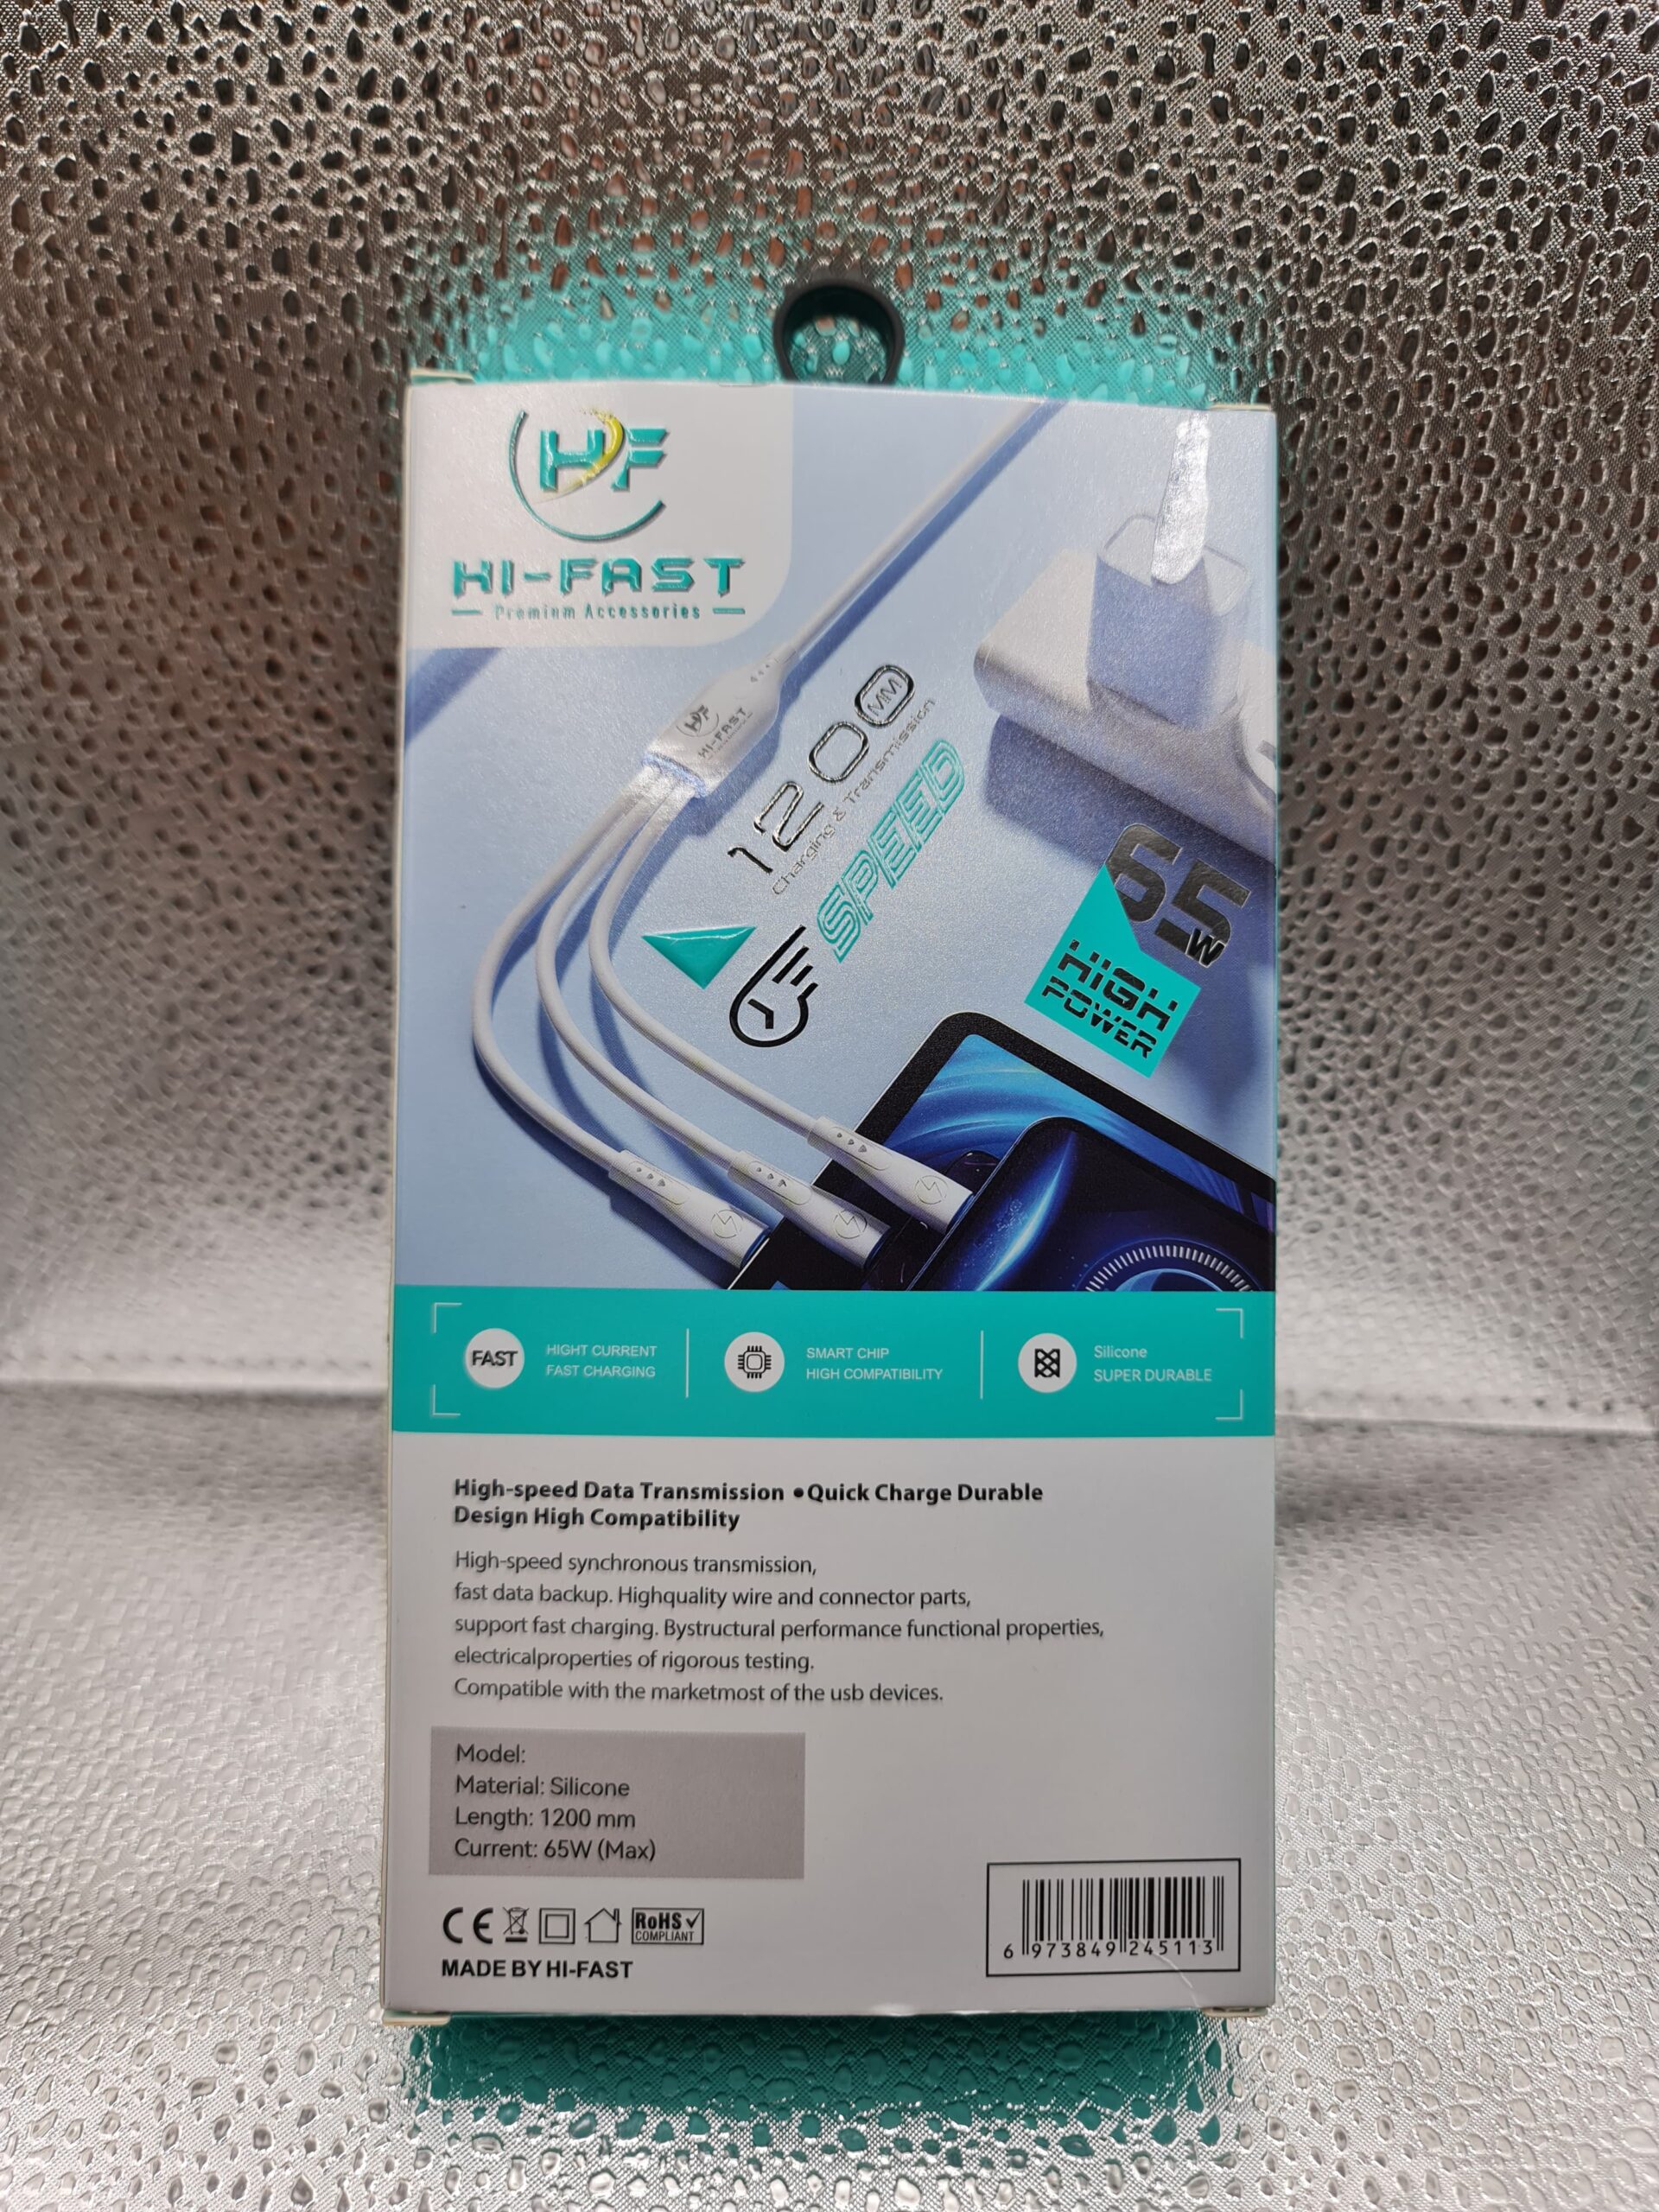 HF
HI-FAST
Premium Accessories
HF
HI-FAST
1200 MM
Charging & Transmission
SPEED
65W
HIGH
POWER
FAST
HIGHT CURRENT
FAST CHARGING
SMART CHIP
HIGH COMPATIBILITY
Silicone
SUPER DURABLE
High-speed Data Transmission •Quick Charge Durable
Design High Compatibility
High-speed synchronous transmission,
fast data backup. Highquality wire and connector parts,
support fast charging. Bystructural performance functional properties,
electricalproperties of rigorous testing.
Compatible with the marketmost of the usb devices.
Model:
Material: Silicone
Length: 1200 mm
Current: 65W (Max)
CE
RoHS
COMPLIANT
MADE BY HI-FAST
6 973849 245113